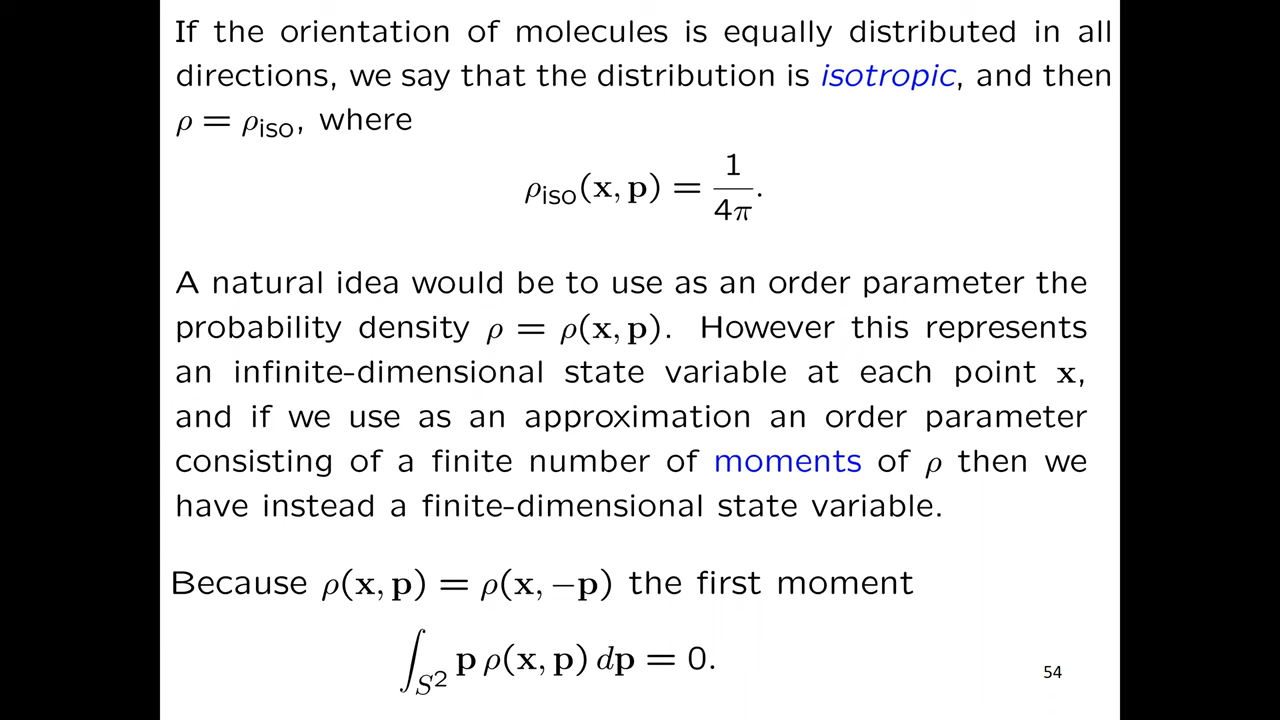 If the orientation of molecules is equally distributed in all
directions, we say that the distribution is isotropic, and then
ρ = ρ_iso, where
ρ_iso(x, p) = 1/4π.
A natural idea would be to use as an order parameter the
probability density ρ = ρ(x, p). However this represents
an infinite-dimensional state variable at each point x,
and if we use as an approximation an order parameter
consisting of a finite number of moments of ρ then we
have instead a finite-dimensional state variable.
Because ρ(x, p) = ρ(x, −p) the first moment
∫_{S²} p ρ(x, p) dp = 0.
54